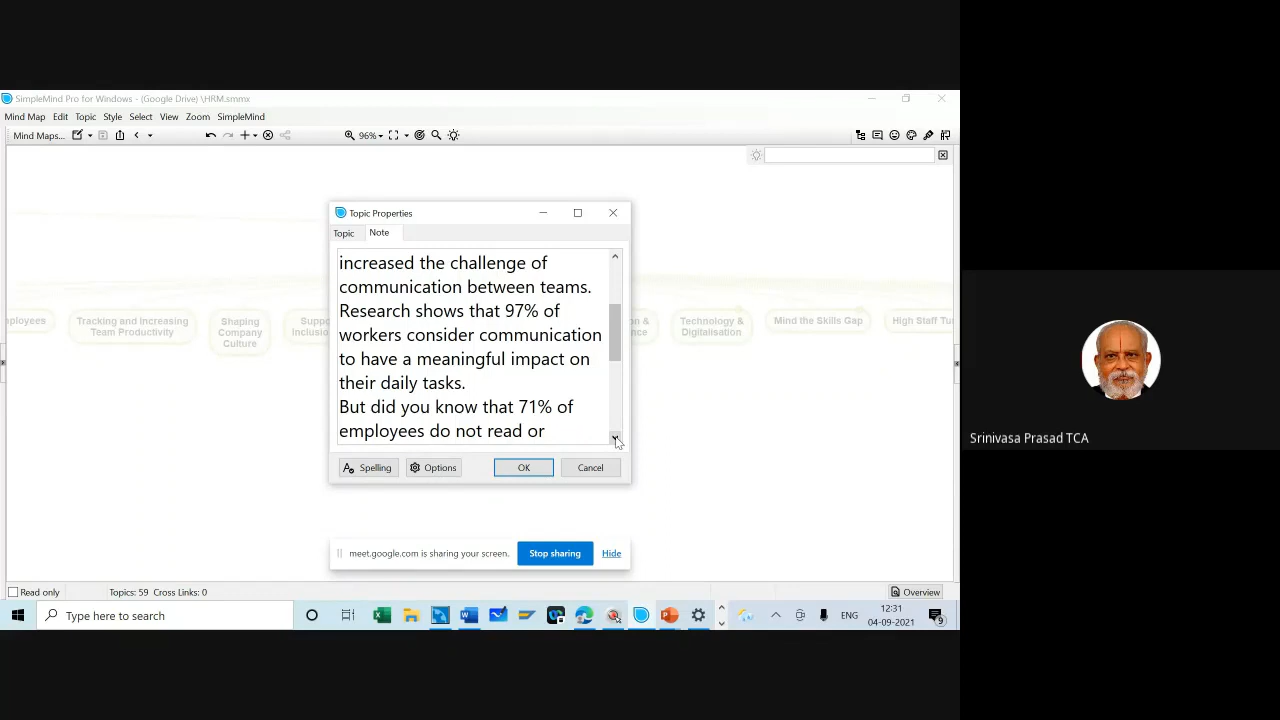 SimpleMind Pro for Windows - (Google Drive) \HRM.smmx
Mind Map Edit Topic Style Select View Zoom SimpleMind
Mind Maps...
96%
Topic Properties
Topic Note
increased the challenge of
communication between teams.
Research shows that 97% of
workers consider communication
to have a meaningful impact on
their daily tasks.
But did you know that 71% of
employees do not read or
Spelling Options OK Cancel
ployees
Tracking and Increasing
Team Productivity
Shaping
Company
Culture
Technology &
Digitalisation
Mind the Skills Gap
High Staff Tu
Srinivasa Prasad TCA
meet.google.com is sharing your screen. Stop sharing Hide
Read only Topics: 59 Cross Links: 0 Overview
Type here to search
ENG
12:31
04-09-2021
9